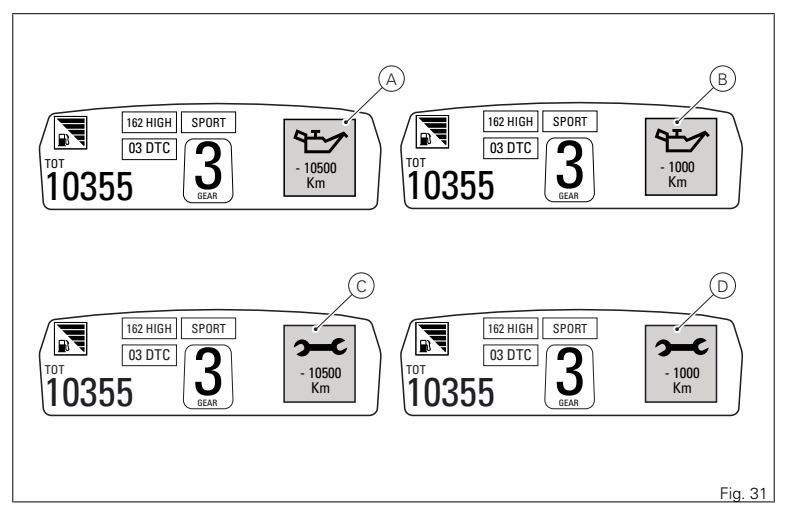 A
162 HIGH SPORT
03 DTC
3
GEAR
TOT
10355
- 10500
Km
B
162 HIGH SPORT
03 DTC
3
GEAR
TOT
10355
- 1000
Km
C
162 HIGH SPORT
03 DTC
3
GEAR
TOT
10355
- 10500
Km
D
162 HIGH SPORT
03 DTC
3
GEAR
TOT
10355
- 1000
Km
Fig. 31